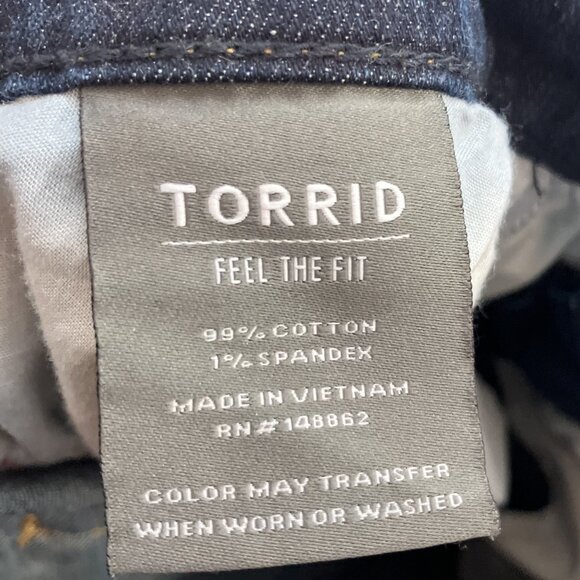 TORRID
FEEL THE FIT
99% COTTON
1% SPANDEX
MADE IN VIETNAM
RN# 148862
COLOR MAY TRANSFER
WHEN WORN OR WASHED